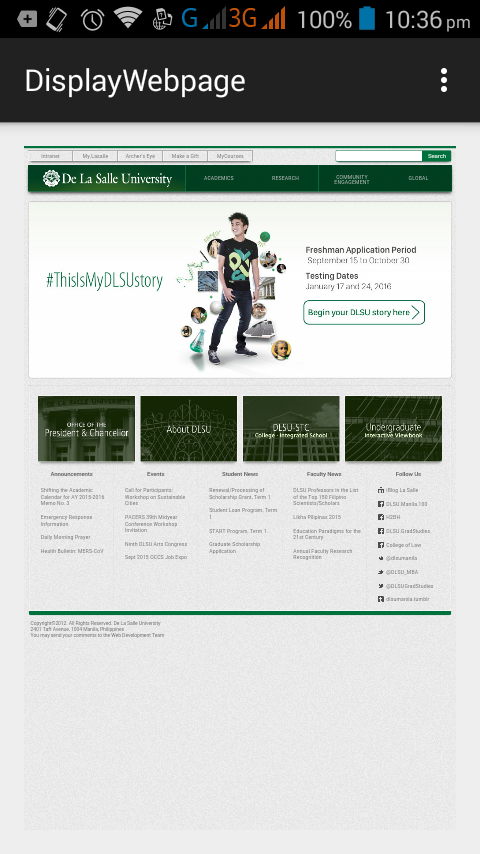 G 3G 100% 10:36 pm
DisplayWebpage
Intranet My.Lasalle Archer's Eye Make a Gift MyCourses Search
De La Salle University ACADEMICS RESEARCH COMMUNITY ENGAGEMENT GLOBAL
#ThisIsMyDLSUstory
Freshman Application Period
September 15 to October 30
Testing Dates
January 17 and 24, 2016
Begin your DLSU story here
OFFICE OF THE
President & Chancellor
About DLSU
DLSU-STC
College - Integrated School
Undergraduate
Interactive Viewbook
Announcements
Shifting the Academic
Calendar for AY 2015-2016
Memo No. 3
Emergency Response
Information
Daily Morning Prayer
Health Bulletin: MERS-CoV
Events
Call for Participants:
Workshop on Sustainable
Cities
PACERS 39th Midyear
Conference Workshop
Invitation
Ninth DLSU Arts Congress
Sept 2015 OCCS Job Expo
Student News
Renewal/Processing of
Scholarship Grant, Term 1
Student Loan Program, Term
1
START Program, Term 1
Graduate Scholarship
Application
Faculty News
DLSU Professors in the List
of the Top 150 Filipino
Scientists/Scholars
Likha Pilipinas 2015
Education Paradigms for the
21st Century
Annual Faculty Research
Recognition
Follow Us
iBlog La Salle
DLSU Manila.100
H2BH
DLSU.GradStudies
College of Law
@dlsumanila
@DLSU_MBA
@DLSUGradStudies
dlsumanila.tumblr
Copyright©2012. All Rights Reserved. De La Salle University
2401 Taft Avenue, 1004 Manila, Philippines
You may send your comments to the Web Development Team